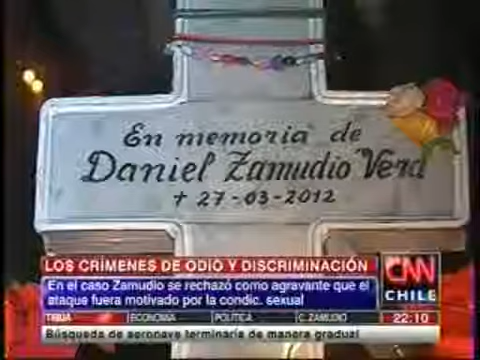 En memoria de
Daniel Zamudio Vera
✝ 27-03-2012
LOS CRÍMENES DE ODIO Y DISCRIMINACIÓN
En el caso Zamudio se rechazó como agravante que el
ataque fuera motivado por la condic. sexual
CNN
CHILE
TRIBUA ECONOMÍA POLÍTICA C. ZAMUDIO 22:10
Búsqueda de aeronave terminaría de manera gradual